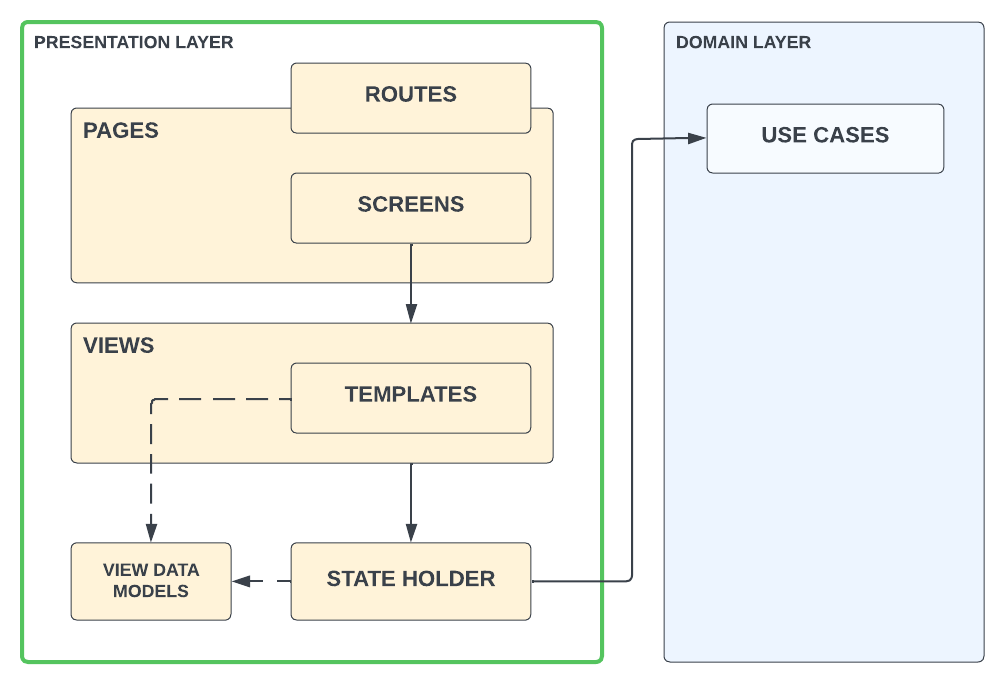 PRESENTATION LAYER
ROUTES
PAGES
SCREENS
VIEWS
TEMPLATES
VIEW DATA
MODELS
STATE HOLDER
DOMAIN LAYER
USE CASES